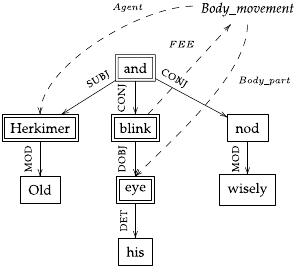 Agent
Body_movement
FEE
and
SUBJ
CONJ
CONJ
Body_part
Herkimer
blink
nod
MOD
DOBJ
MOD
Old
eye
wisely
DET
his